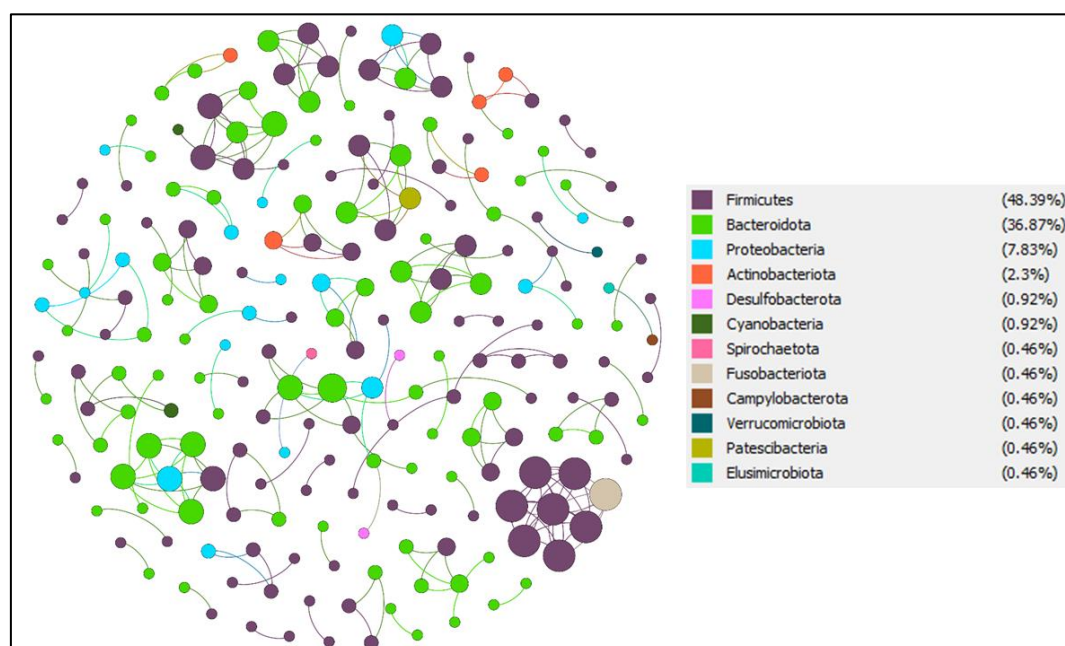 Firmicutes (48.39%)
Bacteroidota (36.87%)
Proteobacteria (7.83%)
Actinobacteriota (2.3%)
Desulfobacterota (0.92%)
Cyanobacteria (0.92%)
Spirochaetota (0.46%)
Fusobacteriota (0.46%)
Campylobacterota (0.46%)
Verrucomicrobiota (0.46%)
Patescibacteria (0.46%)
Elusimicrobiota (0.46%)